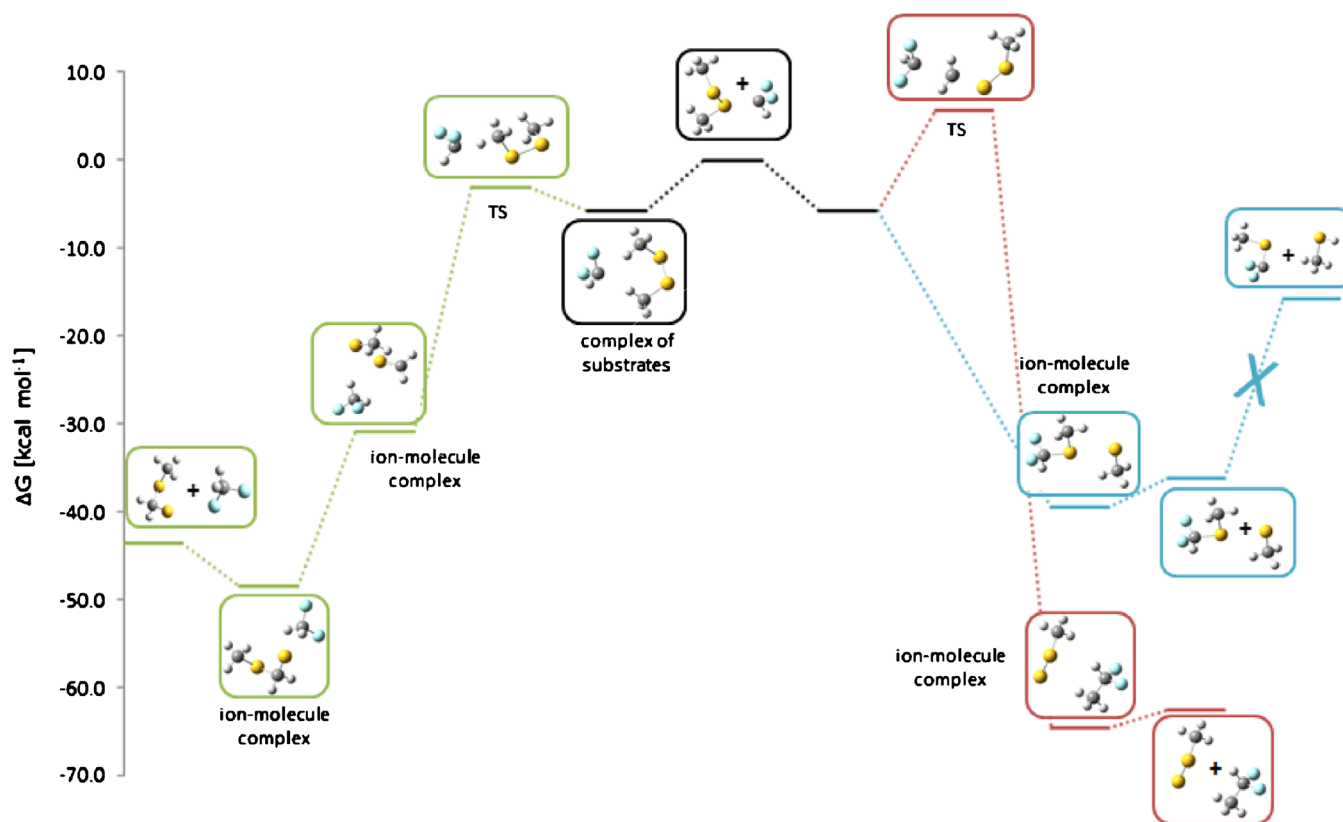 ΔG [kcal mol-1]
10.0
0.0
-10.0
-20.0
-30.0
-40.0
-50.0
-60.0
-70.0
+
ion-molecule
complex
ion-molecule
complex
TS
complex of
substrates
+
TS
ion-molecule
complex
+
+
ion-molecule
complex
+